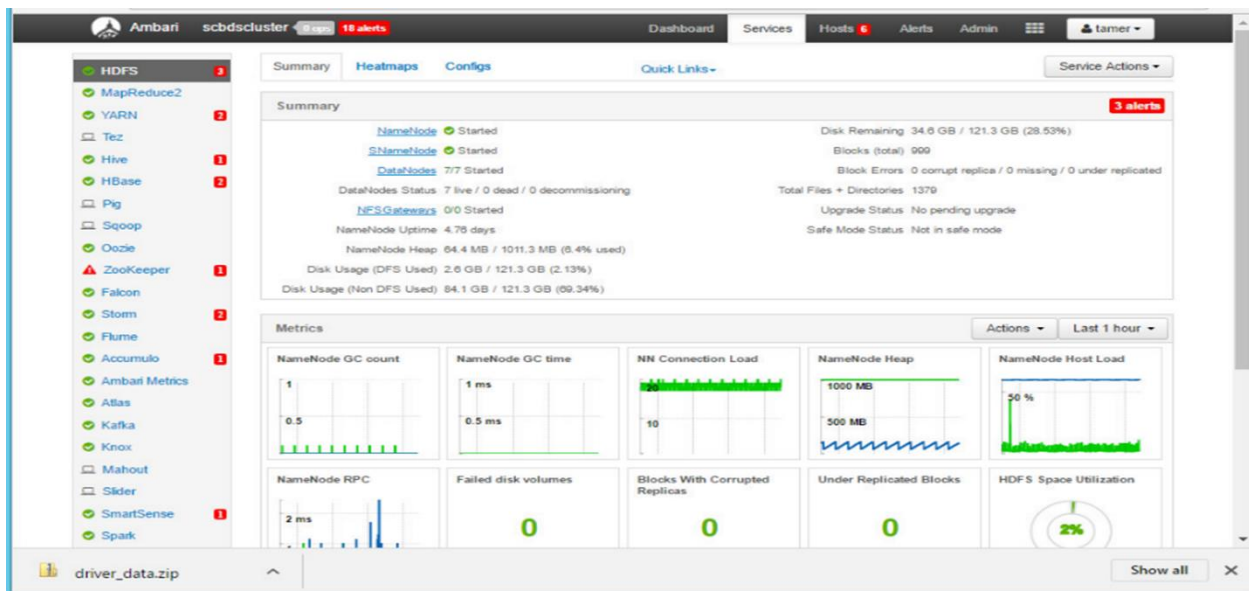 Ambari scbdscluster 0 ops 18 alerts Dashboard Services Hosts 6 Alerts Admin tamer
HDFS 3
MapReduce2
YARN 2
Tez
Hive 1
HBase 2
Pig
Sqoop
Oozie
ZooKeeper 1
Falcon
Storm 2
Flume
Accumulo 1
Ambari Metrics
Atlas
Kafka
Knox
Mahout
Slider
SmartSense 1
Spark
Summary Heatmaps Configs Quick Links Service Actions
Summary 3 alerts
NameNode Started
SNameNode Started
DataNodes 7/7 Started
DataNodes Status 7 live / 0 dead / 0 decommissioning
NFSGateways 0/0 Started
NameNode Uptime 4.76 days
NameNode Heap 64.4 MB / 1011.3 MB (6.4% used)
Disk Usage (DFS Used) 2.6 GB / 121.3 GB (2.13%)
Disk Usage (Non DFS Used) 84.1 GB / 121.3 GB (69.34%)
Disk Remaining 34.6 GB / 121.3 GB (28.53%)
Blocks (total) 999
Block Errors 0 corrupt replica / 0 missing / 0 under replicated
Total Files + Directories 1379
Upgrade Status No pending upgrade
Safe Mode Status Not in safe mode
Metrics Actions Last 1 hour
NameNode GC count
1
0.5
NameNode GC time
1 ms
0.5 ms
NN Connection Load
20
10
NameNode Heap
1000 MB
500 MB
NameNode Host Load
50 %
NameNode RPC
2 ms
Failed disk volumes
0
Blocks With Corrupted
Replicas
0
Under Replicated Blocks
0
HDFS Space Utilization
2%
driver_data.zip Show all